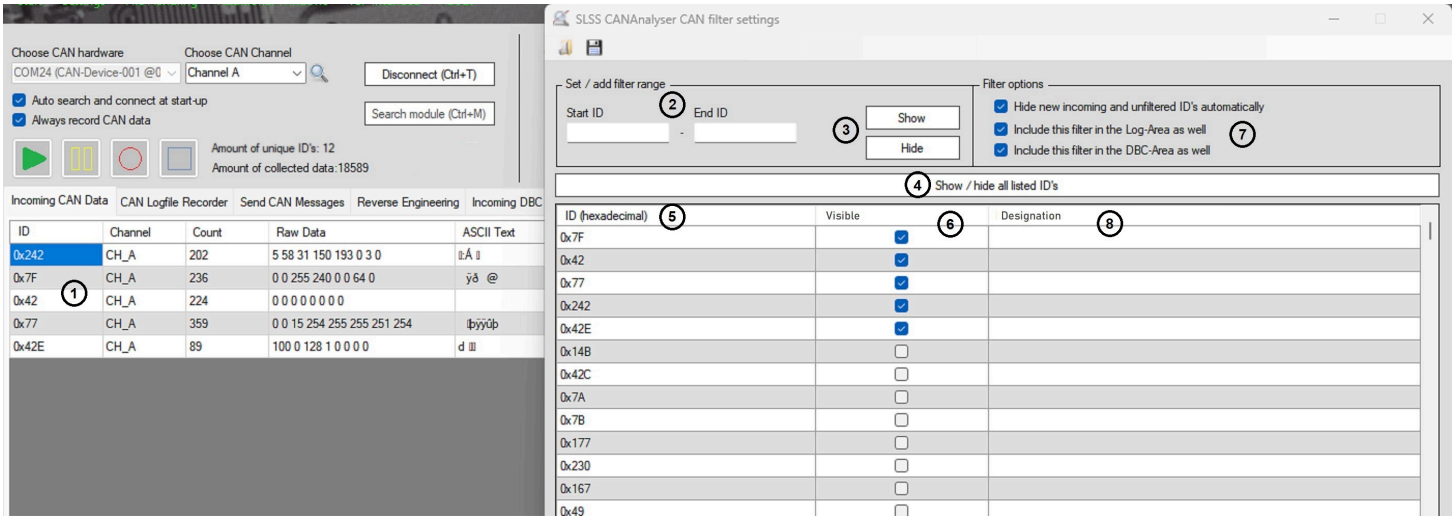 SLSS CANAnalyser CAN filter settings
Choose CAN hardware
Choose CAN Channel
COM24 (CAN-Device-001 @0
Channel A
Disconnect (Ctrl+T)
Auto search and connect at start-up
Always record CAN data
Search module (Ctrl+M)
Amount of unique ID's: 12
Amount of collected data:18589
Incoming CAN Data
CAN Logfile Recorder
Send CAN Messages
Reverse Engineering
Incoming DBC
ID Channel Count Raw Data ASCII Text
0x242 CH_A 202 5 58 31 150 193 0 3 0
0x7F CH_A 236 0 0 255 240 0 0 64 0 ÿð @
1
0x42 CH_A 224 0 0 0 0 0 0 0 0
0x77 CH_A 359 0 0 15 254 255 255 251 254 þÿÿûþ
0x42E CH_A 89 100 0 128 1 0 0 0 0 d
Set / add filter range
Start ID
2
End ID
-
3
Show
Hide
Filter options
Hide new incoming and unfiltered ID's automatically
Include this filter in the Log-Area as well
7
Include this filter in the DBC-Area as well
4 Show / hide all listed ID's
ID (hexadecimal) 5 Visible 6 Designation 8
0x7F
0x42
0x77
0x242
0x42E
0x14B
0x42C
0x7A
0x7B
0x177
0x230
0x167
0x49